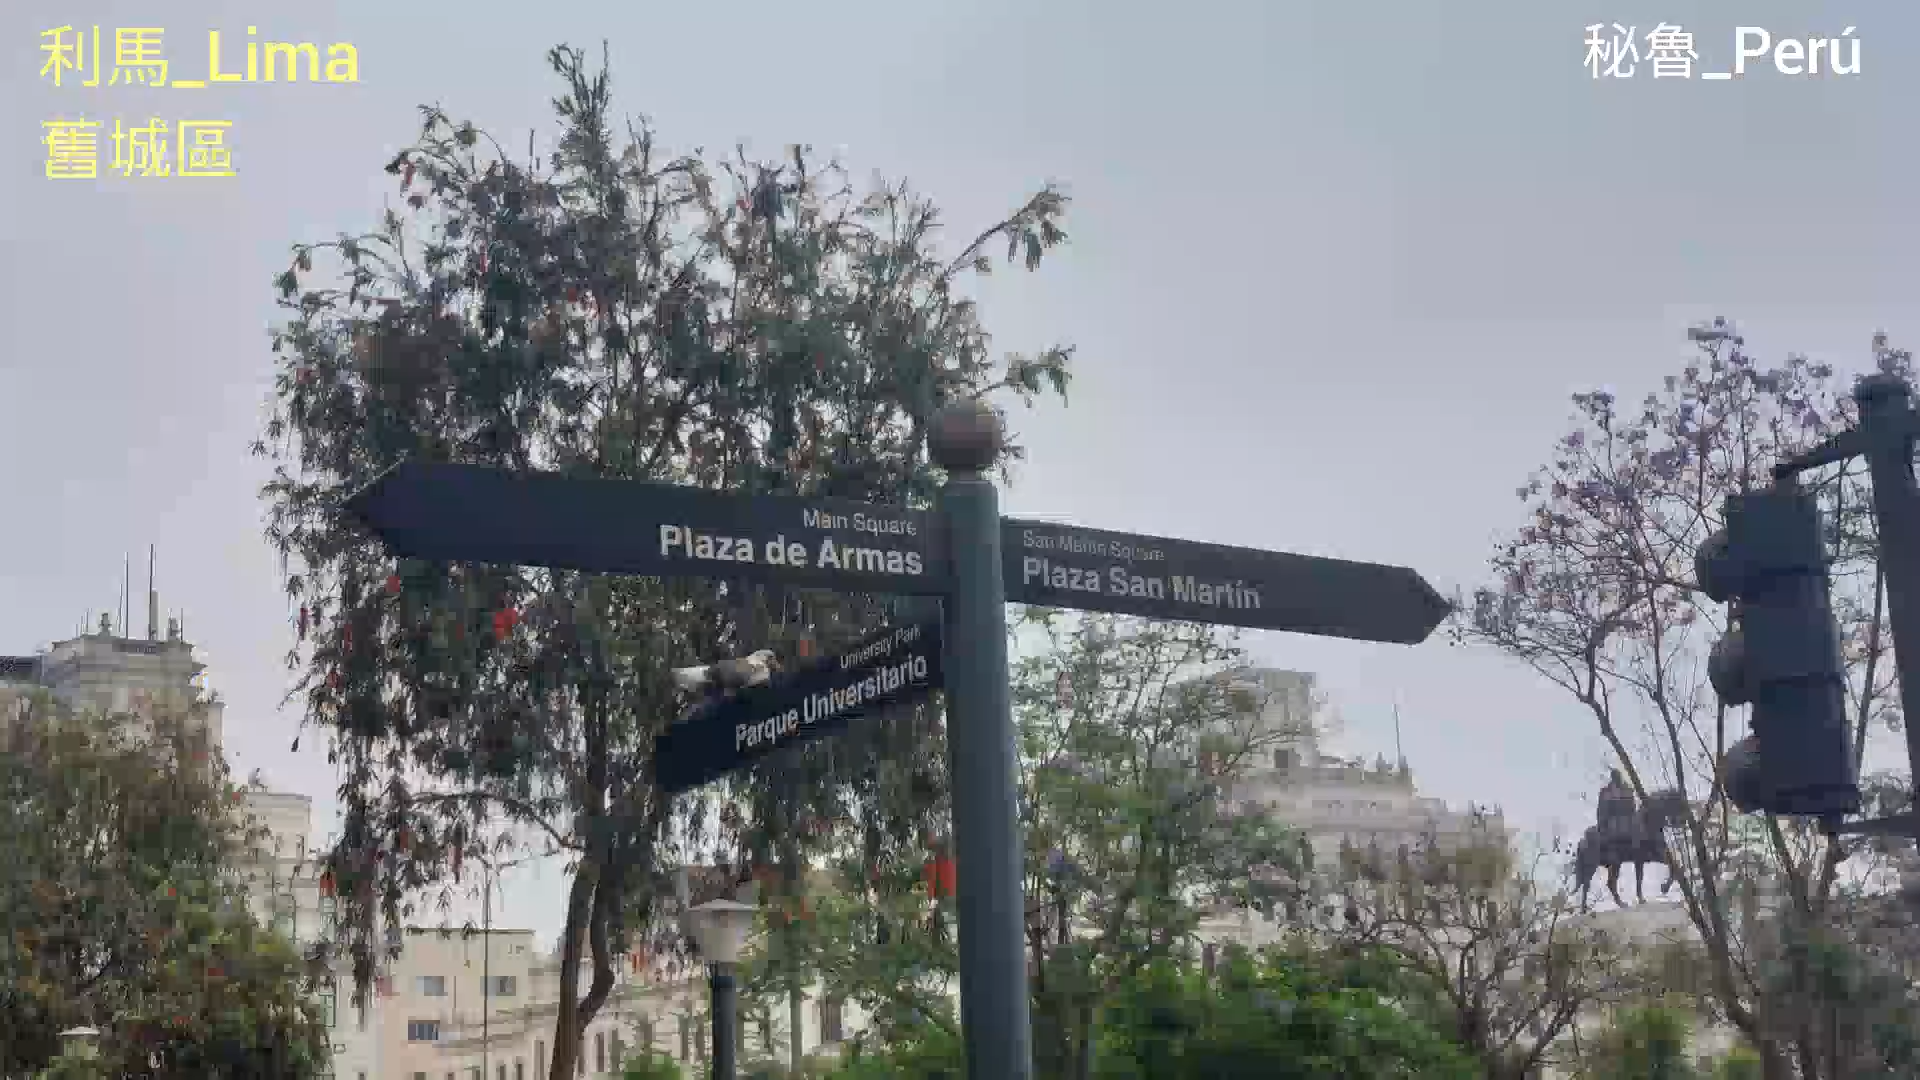 利馬_Lima
舊城區
秘魯_Perú
Main Square
Plaza de Armas
San Martín Square
Plaza San Martín
University Park
Parque Universitario